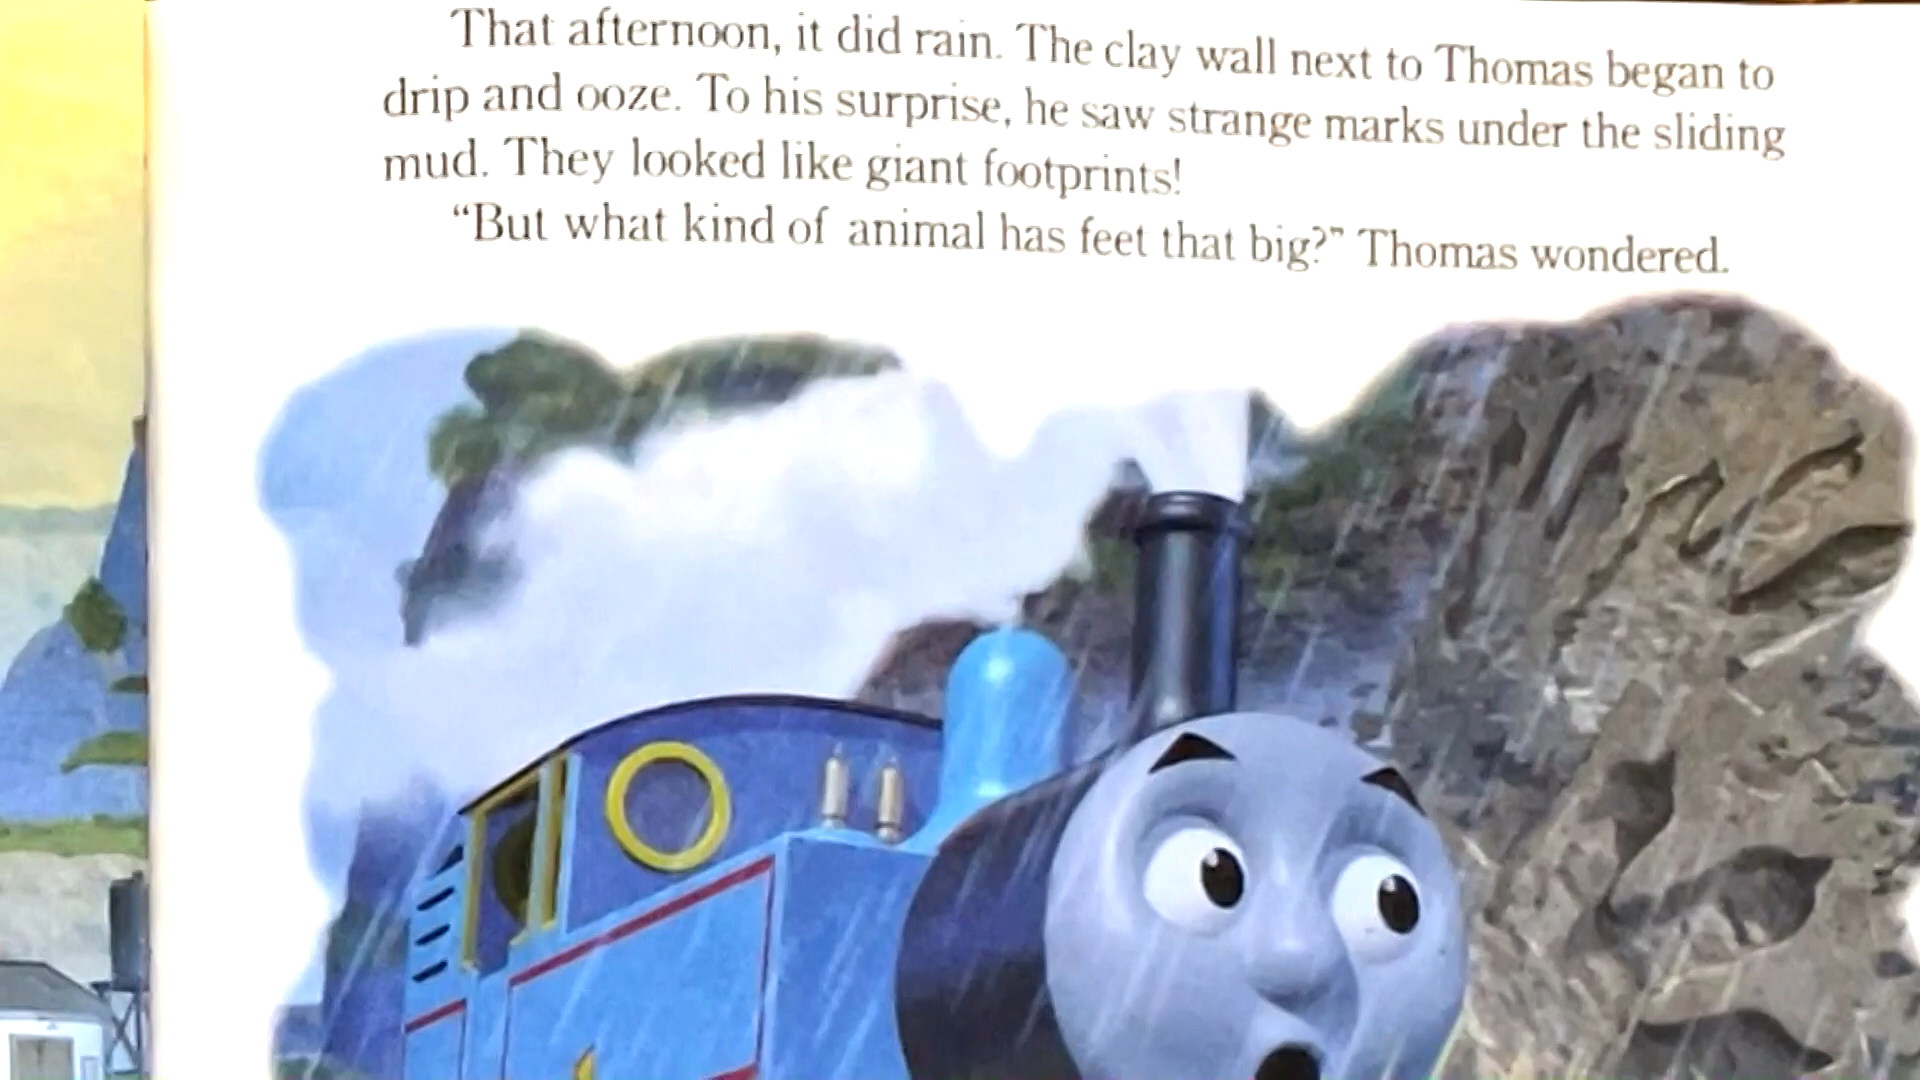 That afternoon, it did rain. The clay wall next to Thomas began to
drip and ooze. To his surprise, he saw strange marks under the sliding
mud. They looked like giant footprints!
“But what kind of animal has feet that big?” Thomas wondered.